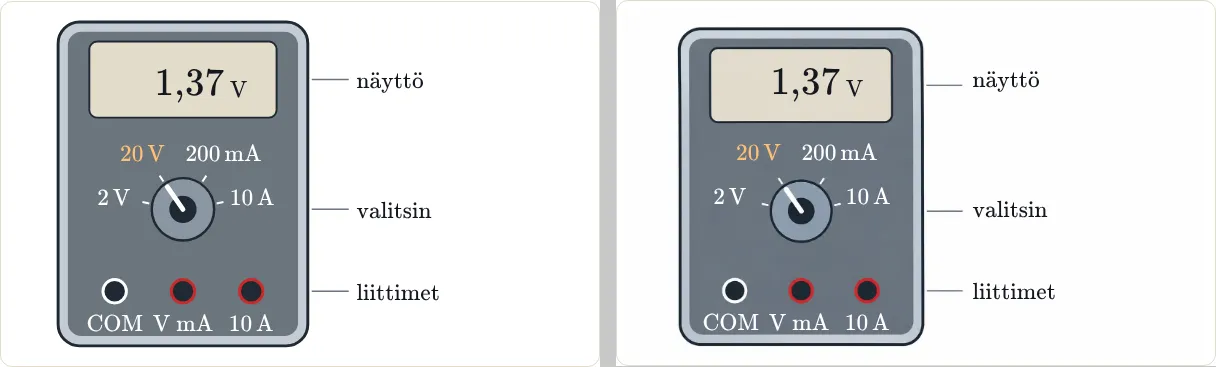 1,37 V
näyttö
20 V 200 mA
2 V 10 A
valitsin
liittimet
COM V mA 10 A
1,37 V
näyttö
20 V 200 mA
2 V 10 A
valitsin
liittimet
COM V mA 10 A